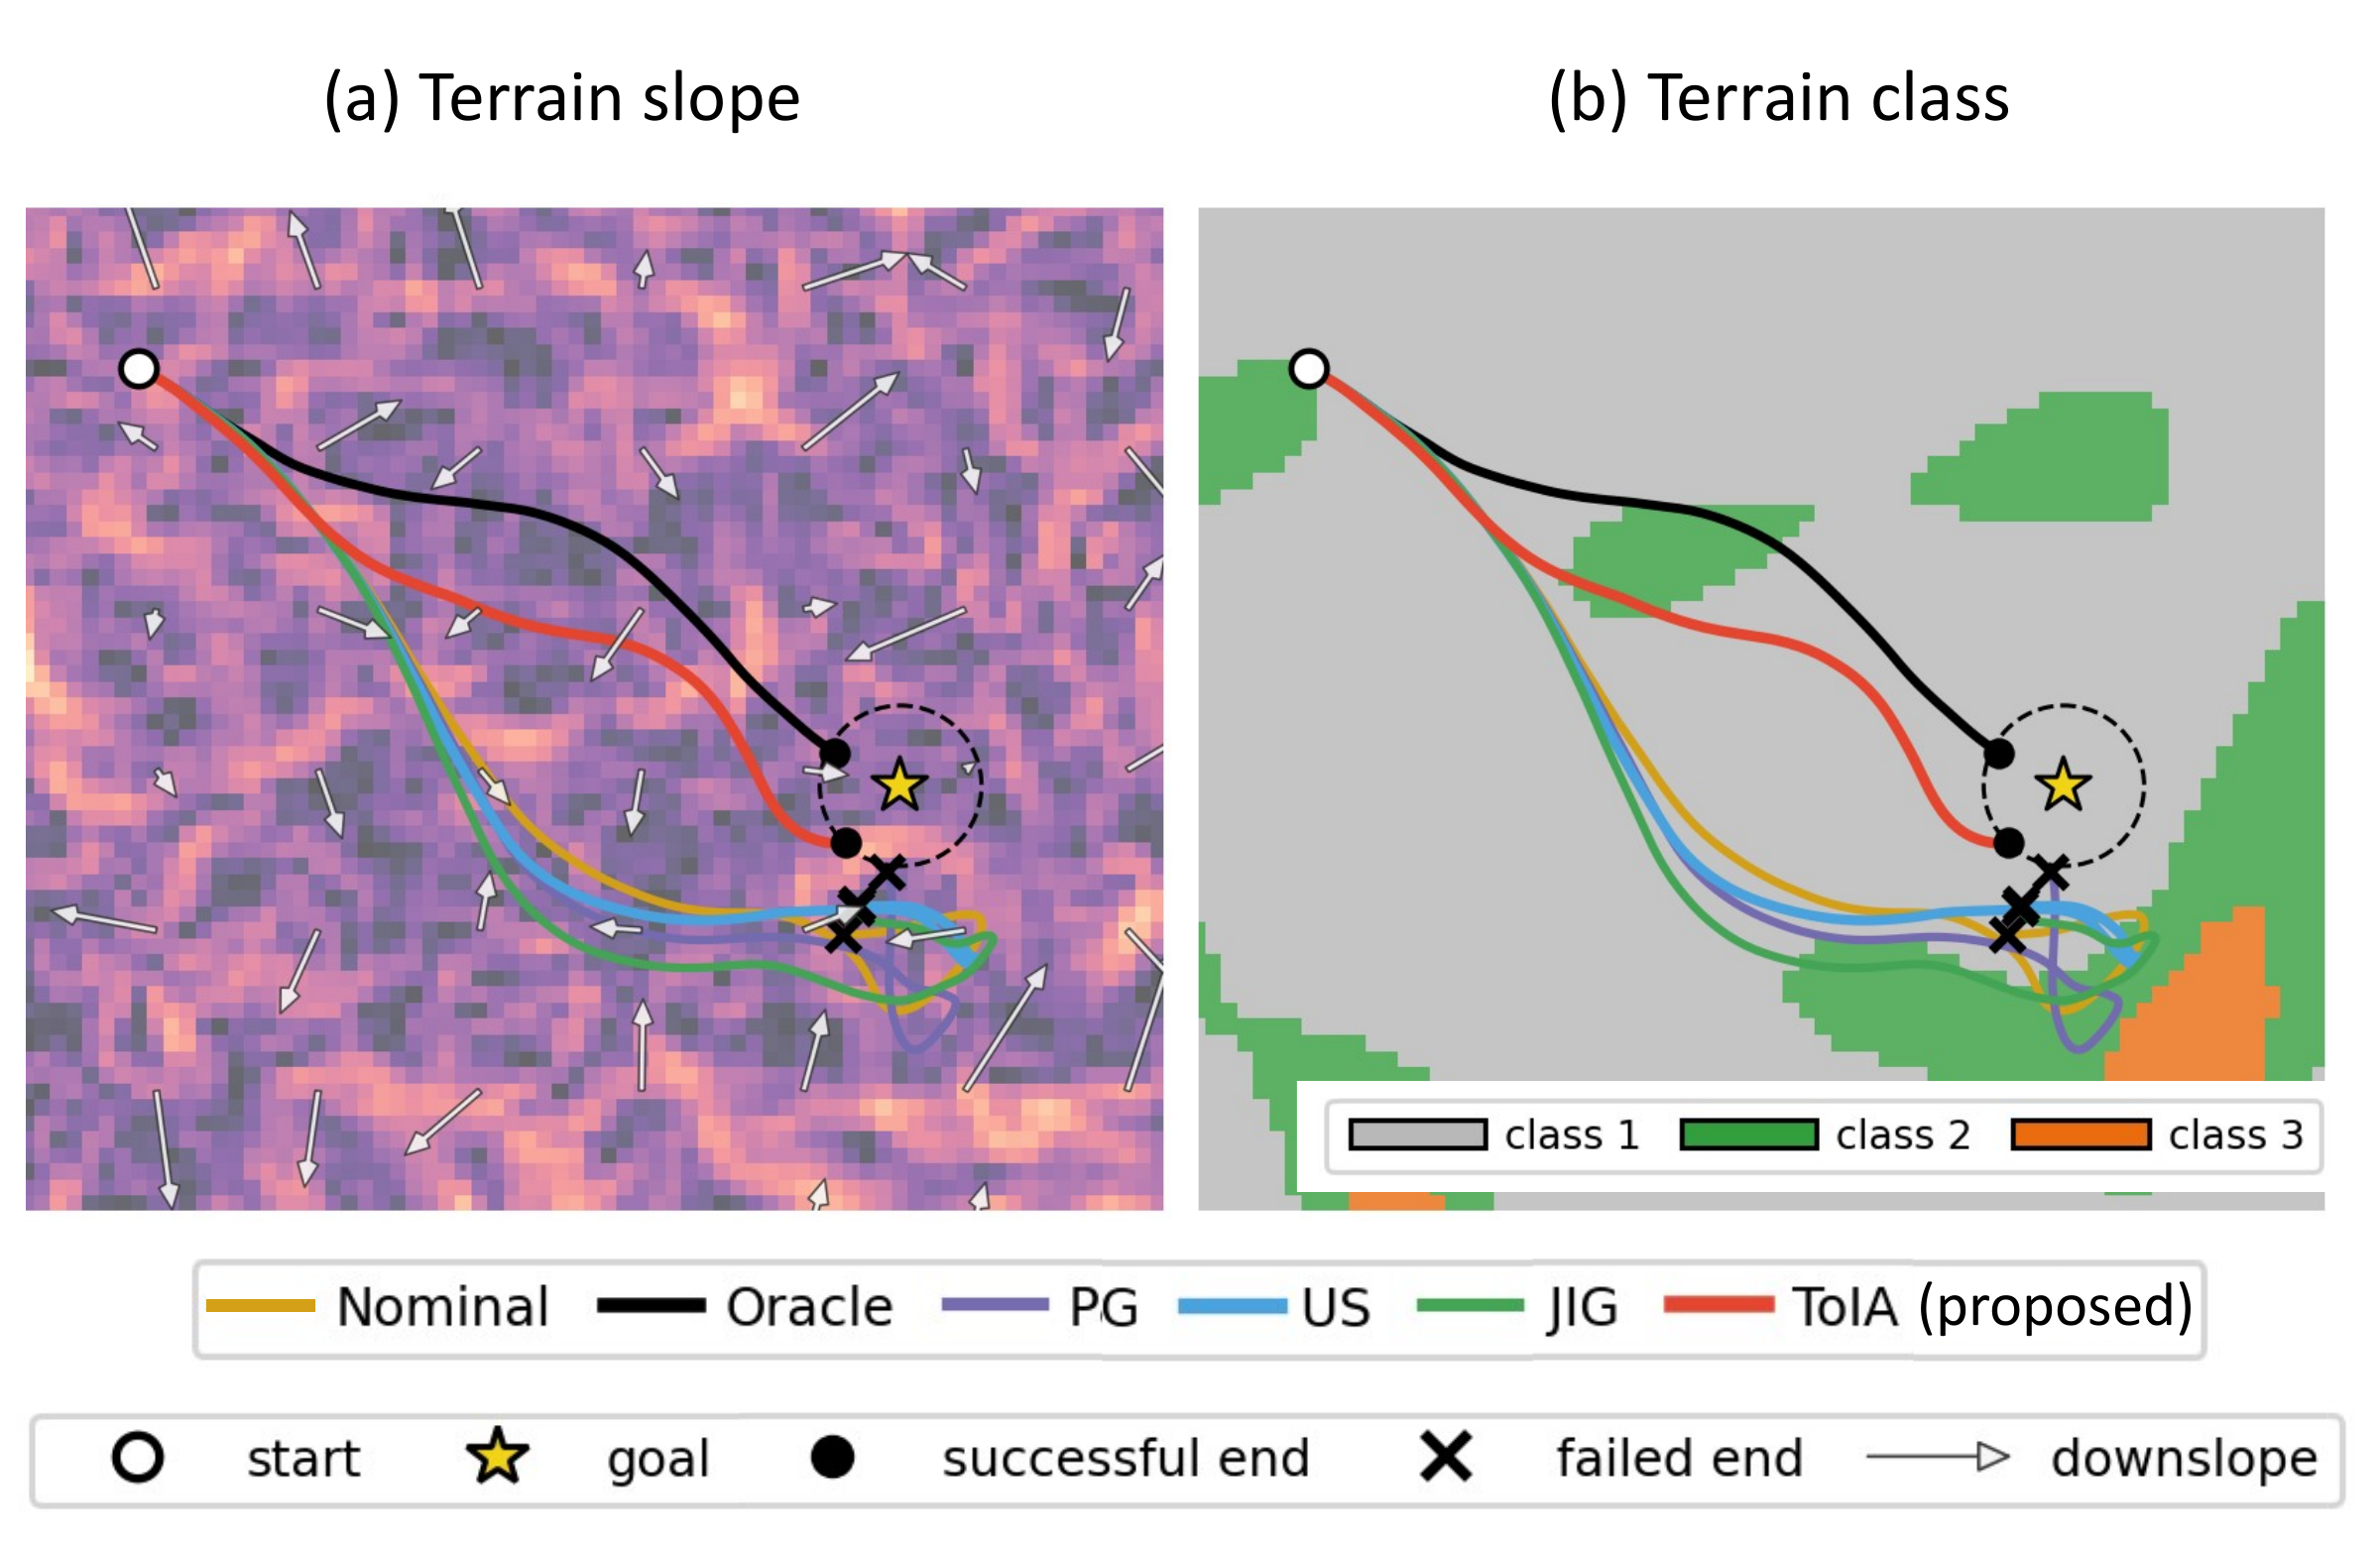 (a) Terrain slope
(b) Terrain class
class 1 class 2 class 3
Nominal Oracle PG US JIG ToIA (proposed)
start goal successful end failed end downslope